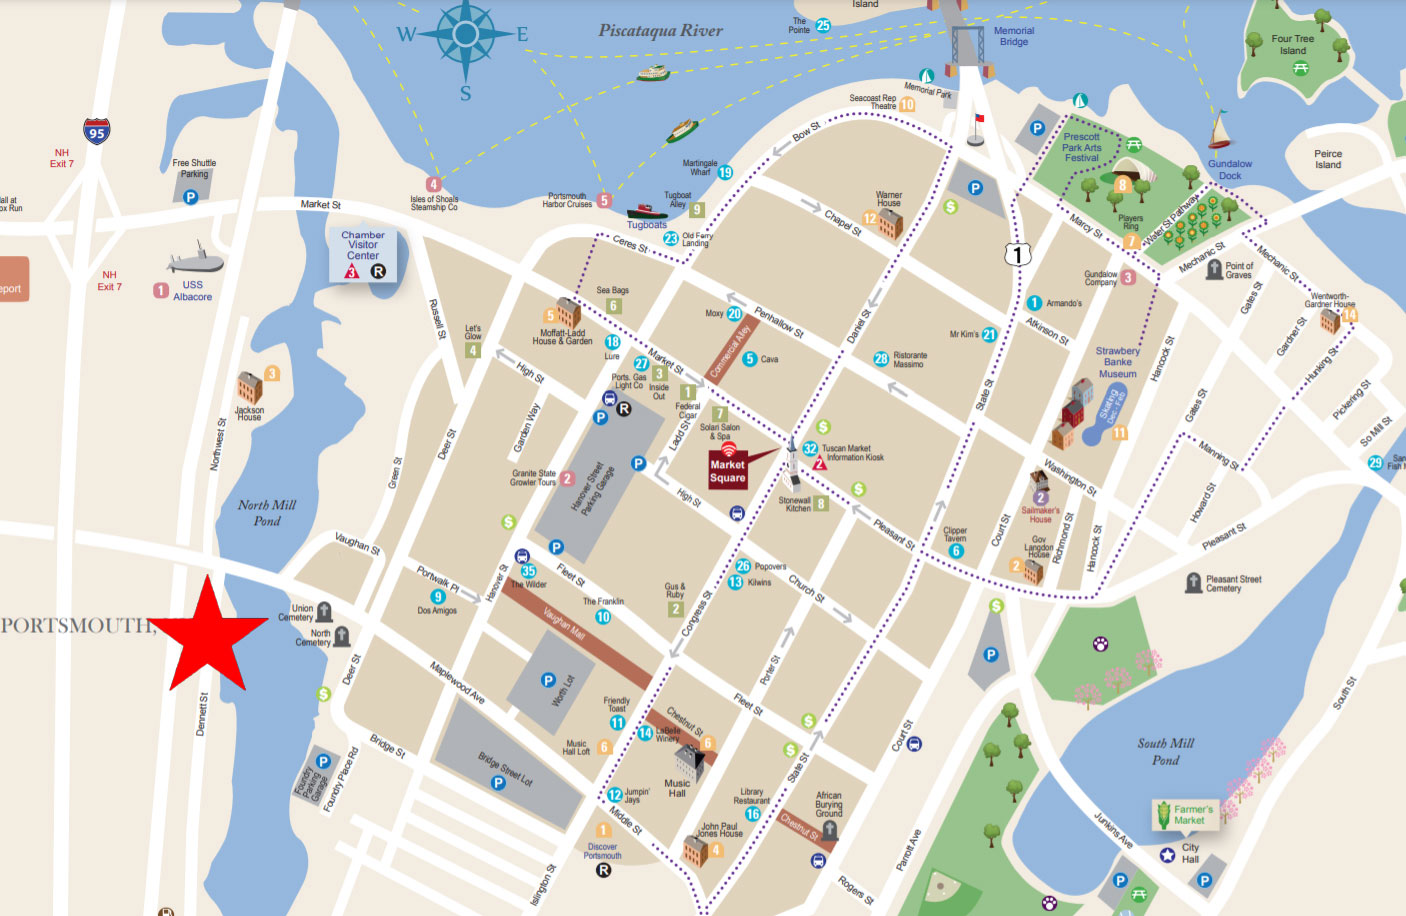 Island
The
Pointe
25
Piscataqua River
W
E
S
Memorial
Bridge
Four Tree
Island
95
NH
Exit 7
Free Shuttle
Parking
P
Seacoast Rep
Theatre
10
Memorial Park
P
Bow St
Prescott
Park Arts
Festival
Gundalow
Dock
Peirce
Island
Martingale
Wharf
19
4
Isles of Shoals
Steamship Co
Portsmouth
Harbor Cruises
5
Tugboat
Alley
9
Tugboats
Market St
23
Old Ferry
Landing
Ceres St
Chapel St
Warner
House
12
P
$
8
Players
Ring
7
Water St Pathway
Marcy St
Mechanic St
Mechanic St
Chamber
Visitor
Center
3
R
1
USS
Albacore
NH
Exit 7
1
Gundalow
Company
3
Point of
Graves
Gates St
Wentworth-
Gardner House
14
Gardner St
Hunking St
Pickering St
So Mill St
29
Russell St
Let's
Glow
4
Sea Bags
6
5
Moffatt-Ladd
House & Garden
18
Lure
Moxy
20
Penhallow St
Commercial Alley
5
Cava
Daniel St
28
Ristorante
Massimo
Mr Kim's
21
1
Armando's
Atkinson St
Strawbery
Banke
Museum
Hancock St
Skating
Dec - Feb
11
Gates St
Manning St
Howard St
Pleasant St
State St
Market St
27
Ports. Gas
Light Co
3
Inside
Out
1
Federal
Cigar
7
Solari Salon
& Spa
Market
Square
High St
P
R
3
Jackson
House
Northwest St
Green St
Deer St
Garden Way
Granite State
Growler Tours
2
Hanover Street
Parking Garage
P
Ladd St
High St
$
32
Tuscan Market
2
Information Kiosk
Stonewall
Kitchen
8
$
Pleasant St
Washington St
2
Sailmaker's
House
Court St
Gov
Langdon
House
2
Richmond St
Hancock St
Clipper
Tavern
6
Pleasant Street
Cemetery
North Mill
Pond
Vaughan St
$
P
35
The Wilder
Fleet St
Portwalk Pl
9
Dos Amigos
Hanover St
The Franklin
10
Vaughan Mall
Gus &
Ruby
2
26
Popovers
13
Kilwins
Congress St
Church St
Porter St
$
P
Union
Cemetery
North
Cemetery
PORTSMOUTH,
Dennett St
Deer St
$
Maplewood Ave
P
Worth Lot
Friendly
Toast
11
Music
Hall Loft
6
14
LaBelle
Winery
Chestnut St
6
Music
Hall
Fleet St
$
$
State St
Court St
South St
South Mill
Pond
Bridge St
P
Foundry
Parking
Garage
Foundry Place Rd
Bridge Street Lot
P
12
Jumpin'
Jays
Middle St
Library
Restaurant
16
African
Burying
Ground
Chestnut St
1
Discover
Portsmouth
R
John Paul
Jones House
4
Islington St
Rogers St
Parrott Ave
Junkins Ave
Farmer's
Market
City
Hall
P
P